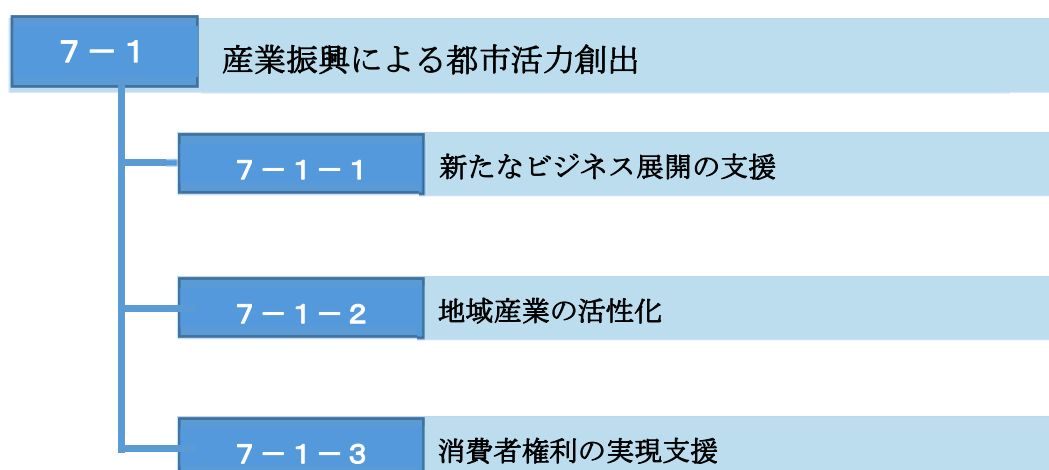 ７－１
産業振興による都市活力創出
７－１－１
新たなビジネス展開の支援
７－１－２
地域産業の活性化
７－１－３
消費者権利の実現支援